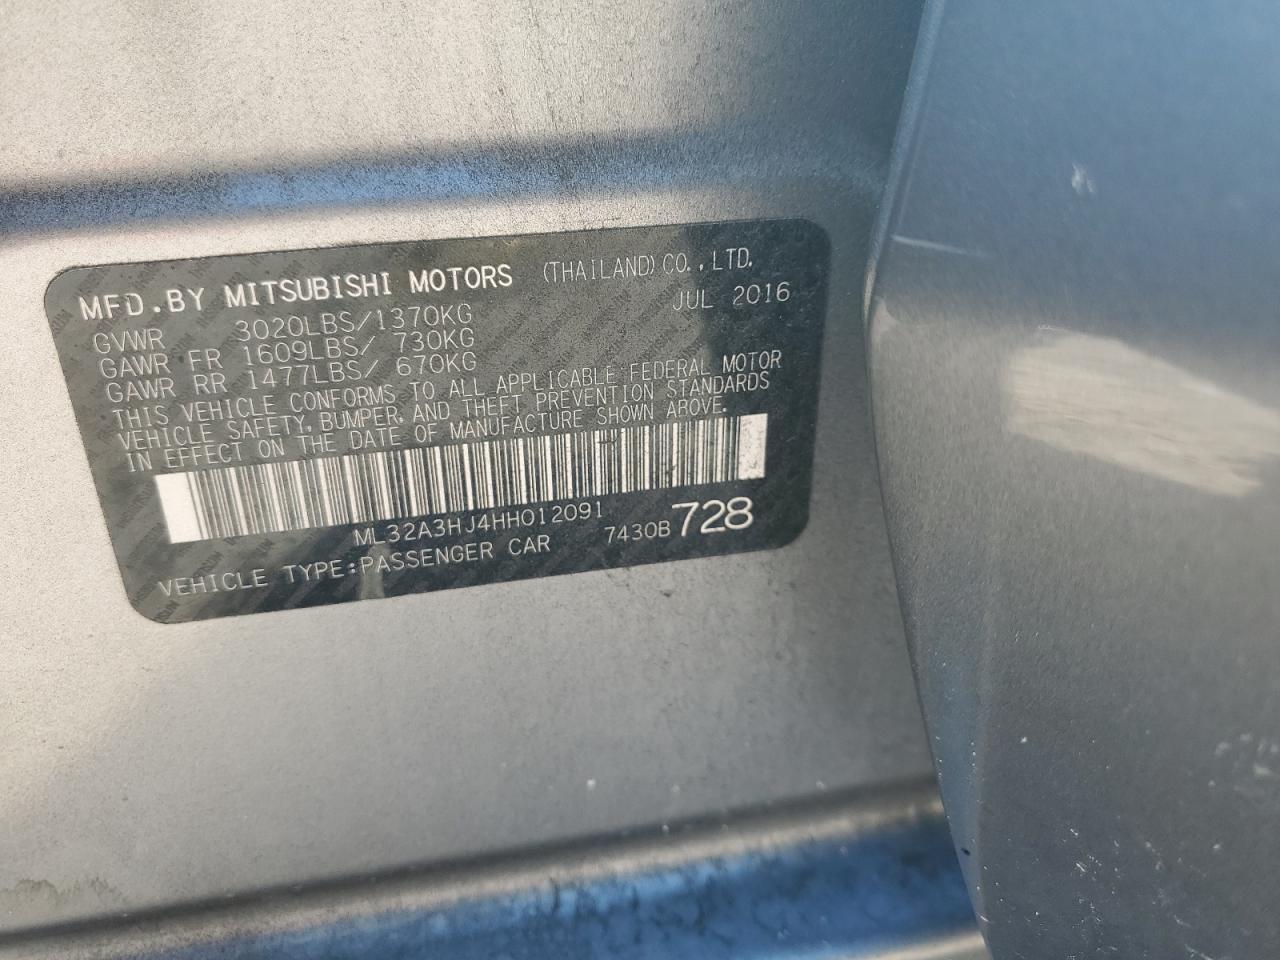 MFD.BY MITSUBISHI MOTORS (THAILAND) CO.,LTD.
JUL 2016
GVWR 3020LBS/1370KG
GAWR FR 1609LBS/ 730KG
GAWR RR 1477LBS/ 670KG
THIS VEHICLE CONFORMS TO ALL APPLICABLE FEDERAL MOTOR
VEHICLE SAFETY, BUMPER, AND THEFT PREVENTION STANDARDS
IN EFFECT ON THE DATE OF MANUFACTURE SHOWN ABOVE.
ML32A3HJ4HH012091
7430B 728
VEHICLE TYPE:PASSENGER CAR